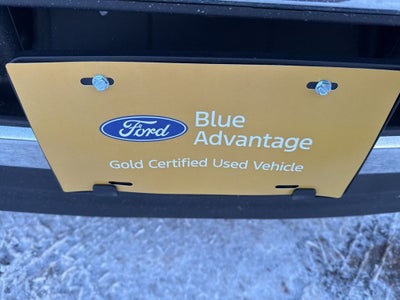 Ford
Blue
Advantage
Gold Certified Used Vehicle